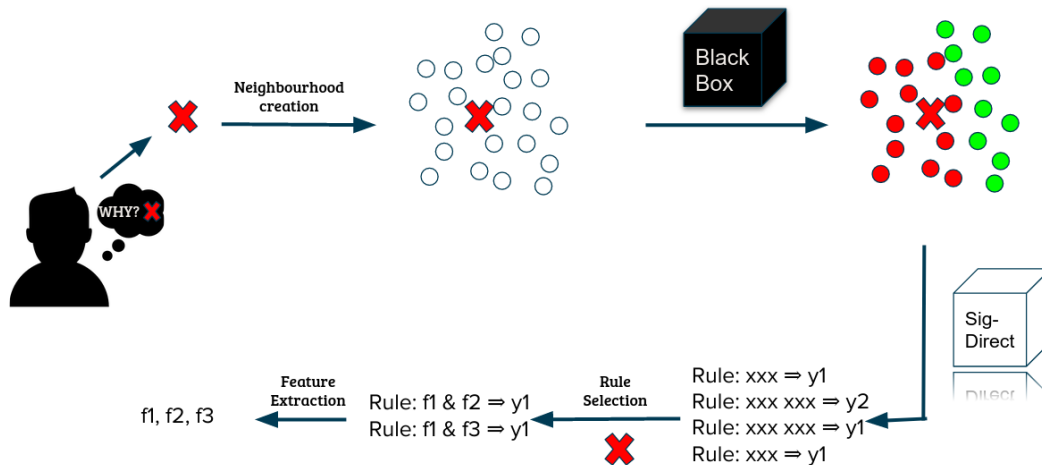 Neighbourhood
creation
Black
Box
WHY?
Sig-
Direct
Rule: xxx ⇒ y1
Rule: xxx xxx ⇒ y2
Rule: xxx xxx ⇒ y1
Rule: xxx ⇒ y1
Rule
Selection
Rule: f1 & f2 ⇒ y1
Rule: f1 & f3 ⇒ y1
Feature
Extraction
f1, f2, f3